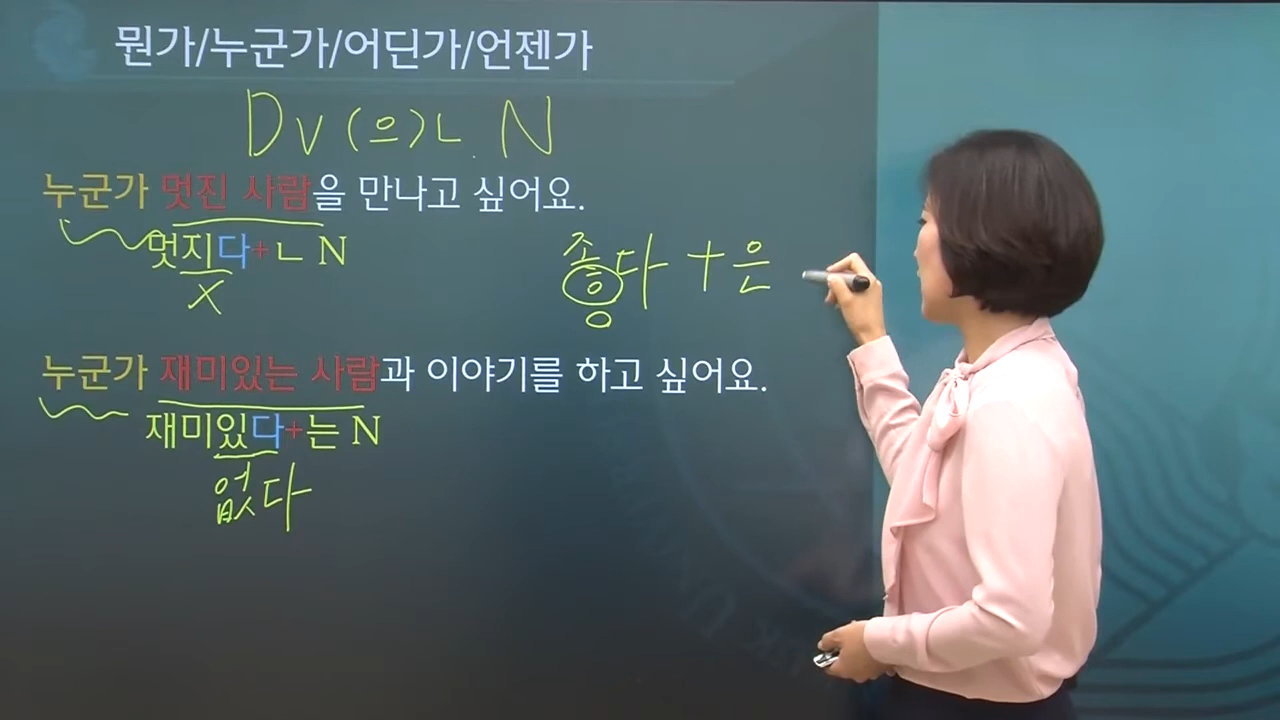 뭔가/누군가/어딘가/언젠가
DV (으)ㄴ N
누군가 멋진 사람을 만나고 싶어요.
멋지다+ㄴ N
X
좋다 + 은
누군가 재미있는 사람과 이야기를 하고 싶어요.
재미있다+는 N
없다